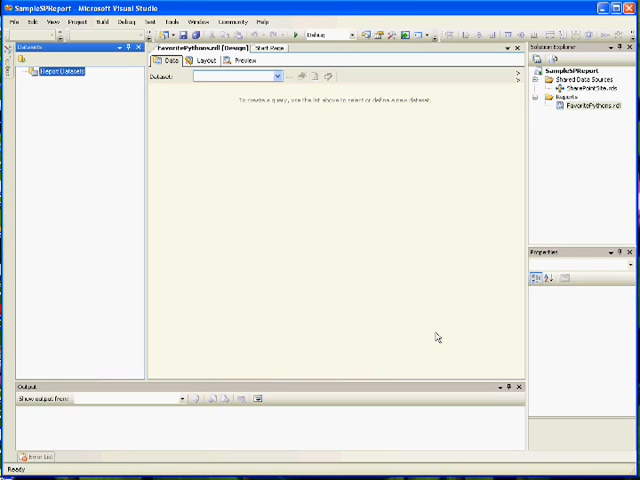 SampleSPReport - Microsoft Visual Studio
File Edit View Project Build Debug Test Tools Window Community Help
Debug
Datasets
Report Datasets
FavoritePythons.rdl [Design] Start Page
Data Layout Preview
Dataset:
To create a query, use the list above to select or define a new dataset.
Solution Explorer
SampleSPReport
Shared Data Sources
SharePointSite.rds
Reports
FavoritePythons.rdl
Properties
Output
Show output from:
Error List
Ready